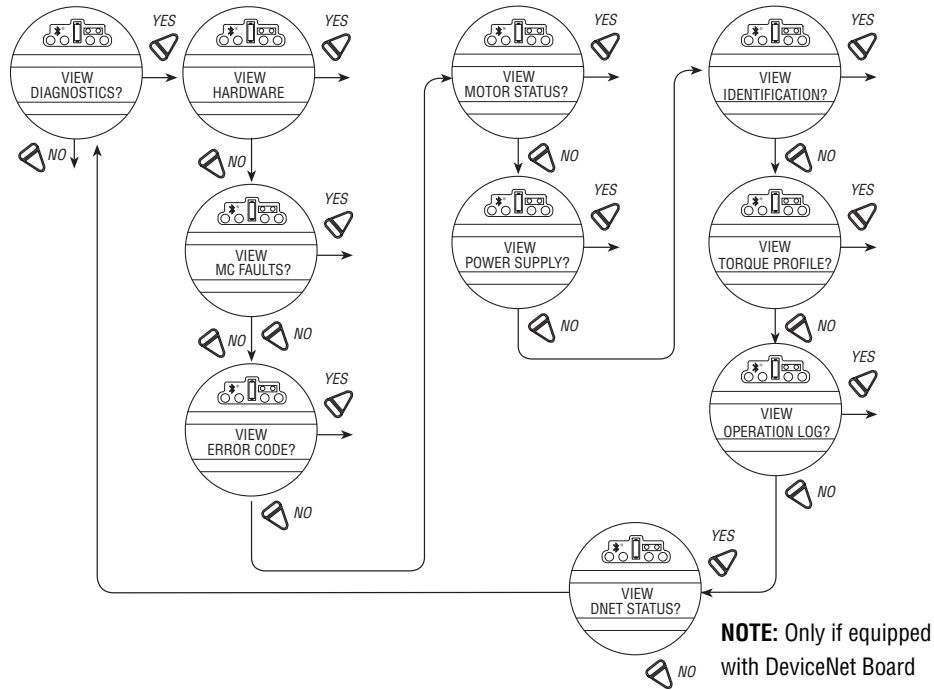 YES
VIEW
DIAGNOSTICS?
NO
YES
VIEW
HARDWARE
NO
YES
VIEW
MC FAULTS?
NO
NO
YES
VIEW
ERROR CODE?
NO
YES
VIEW
MOTOR STATUS?
NO
YES
VIEW
POWER SUPPLY?
NO
YES
VIEW
IDENTIFICATION?
NO
YES
VIEW
TORQUE PROFILE?
NO
YES
VIEW
OPERATION LOG?
NO
YES
VIEW
DNET STATUS?
NO
NOTE: Only if equipped
with DeviceNet Board